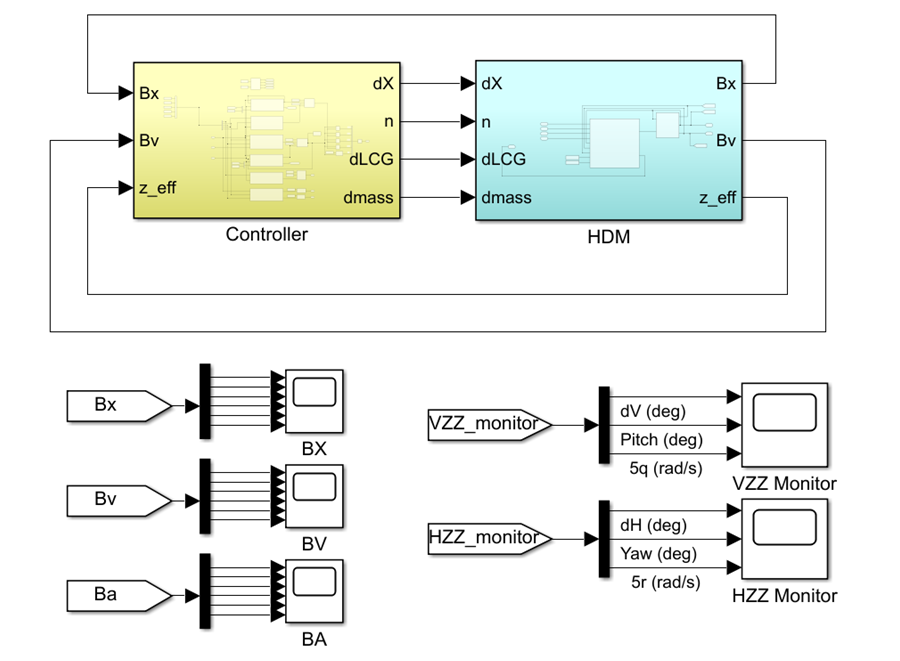 Bx
Bv
z_eff
dX
n
dLCG
dmass
Controller
dX
n
dLCG
dmass
Bx
Bv
z_eff
HDM
Bx
BX
Bv
BV
Ba
BA
VZZ_monitor
dV (deg)
Pitch (deg)
5q (rad/s)
VZZ Monitor
HZZ_monitor
dH (deg)
Yaw (deg)
5r (rad/s)
HZZ Monitor